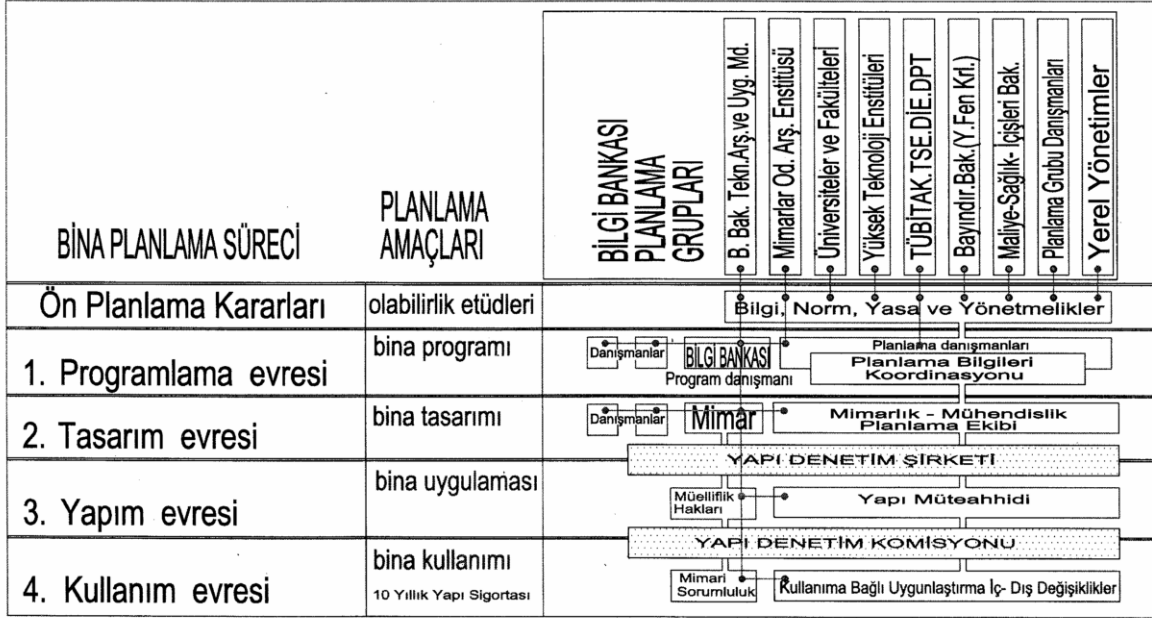 BİNA PLANLAMA SÜRECİ
PLANLAMA
AMAÇLARI
BİLGİ BANKASI
PLANLAMA
GRUPLARI
B. Bak. Tekn.Arş.ve Uyg. Md.
Mimarlar Od. Arş. Enstitüsü
Üniversiteler ve Fakülteleri
Yüksek Teknoloji Enstitüleri
TÜBİTAK.TSE.DİE.DPT
Bayındır.Bak.(Y.Fen Krl.)
Maliye-Sağlık- İçişleri Bak.
Planlama Grubu Danışmanları
Yerel Yönetimler
Ön Planlama Kararları
olabilirlik etüdleri
Bilgi, Norm, Yasa ve Yönetmelikler
1. Programlama evresi
bina programı
Danışmanlar
BİLGİ BANKASI
Program danışmanı
Planlama danışmanları
Planlama Bilgileri
Koordinasyonu
2. Tasarım evresi
bina tasarımı
Danışmanlar
Mimar
Mimarlık - Mühendislik
Planlama Ekibi
YAPI DENETİM ŞİRKETİ
3. Yapım evresi
bina uygulaması
Müelliflik
Hakları
Yapı Müteahhidi
YAPI DENETİM KOMİSYONU
4. Kullanım evresi
bina kullanımı
10 Yıllık Yapı Sigortası
Mimari
Sorumluluk
Kullanıma Bağlı Uygunlaştırma İç- Dış Değişiklikler